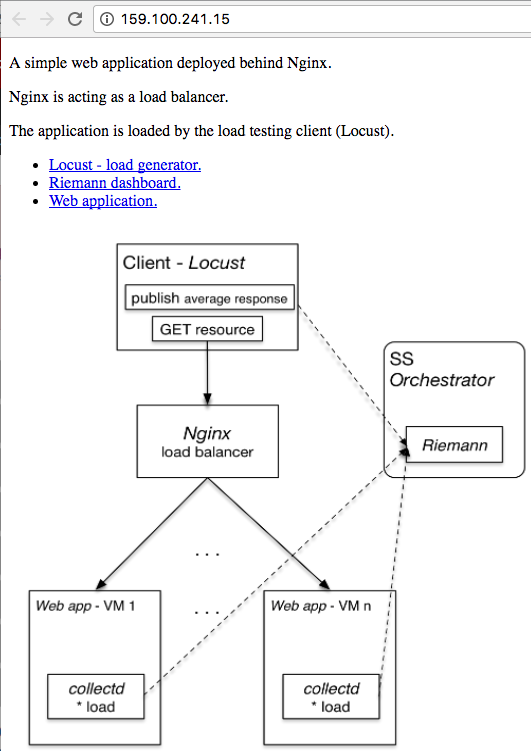 159.100.241.15
A simple web application deployed behind Nginx.
Nginx is acting as a load balancer.
The application is loaded by the load testing client (Locust).
• Locust - load generator.
• Riemann dashboard.
• Web application.
Client - Locust
publish average response
GET resource
SS
Orchestrator
Riemann
Nginx
load balancer
. . .
. . .
Web app - VM 1
collectd
* load
Web app - VM n
collectd
* load